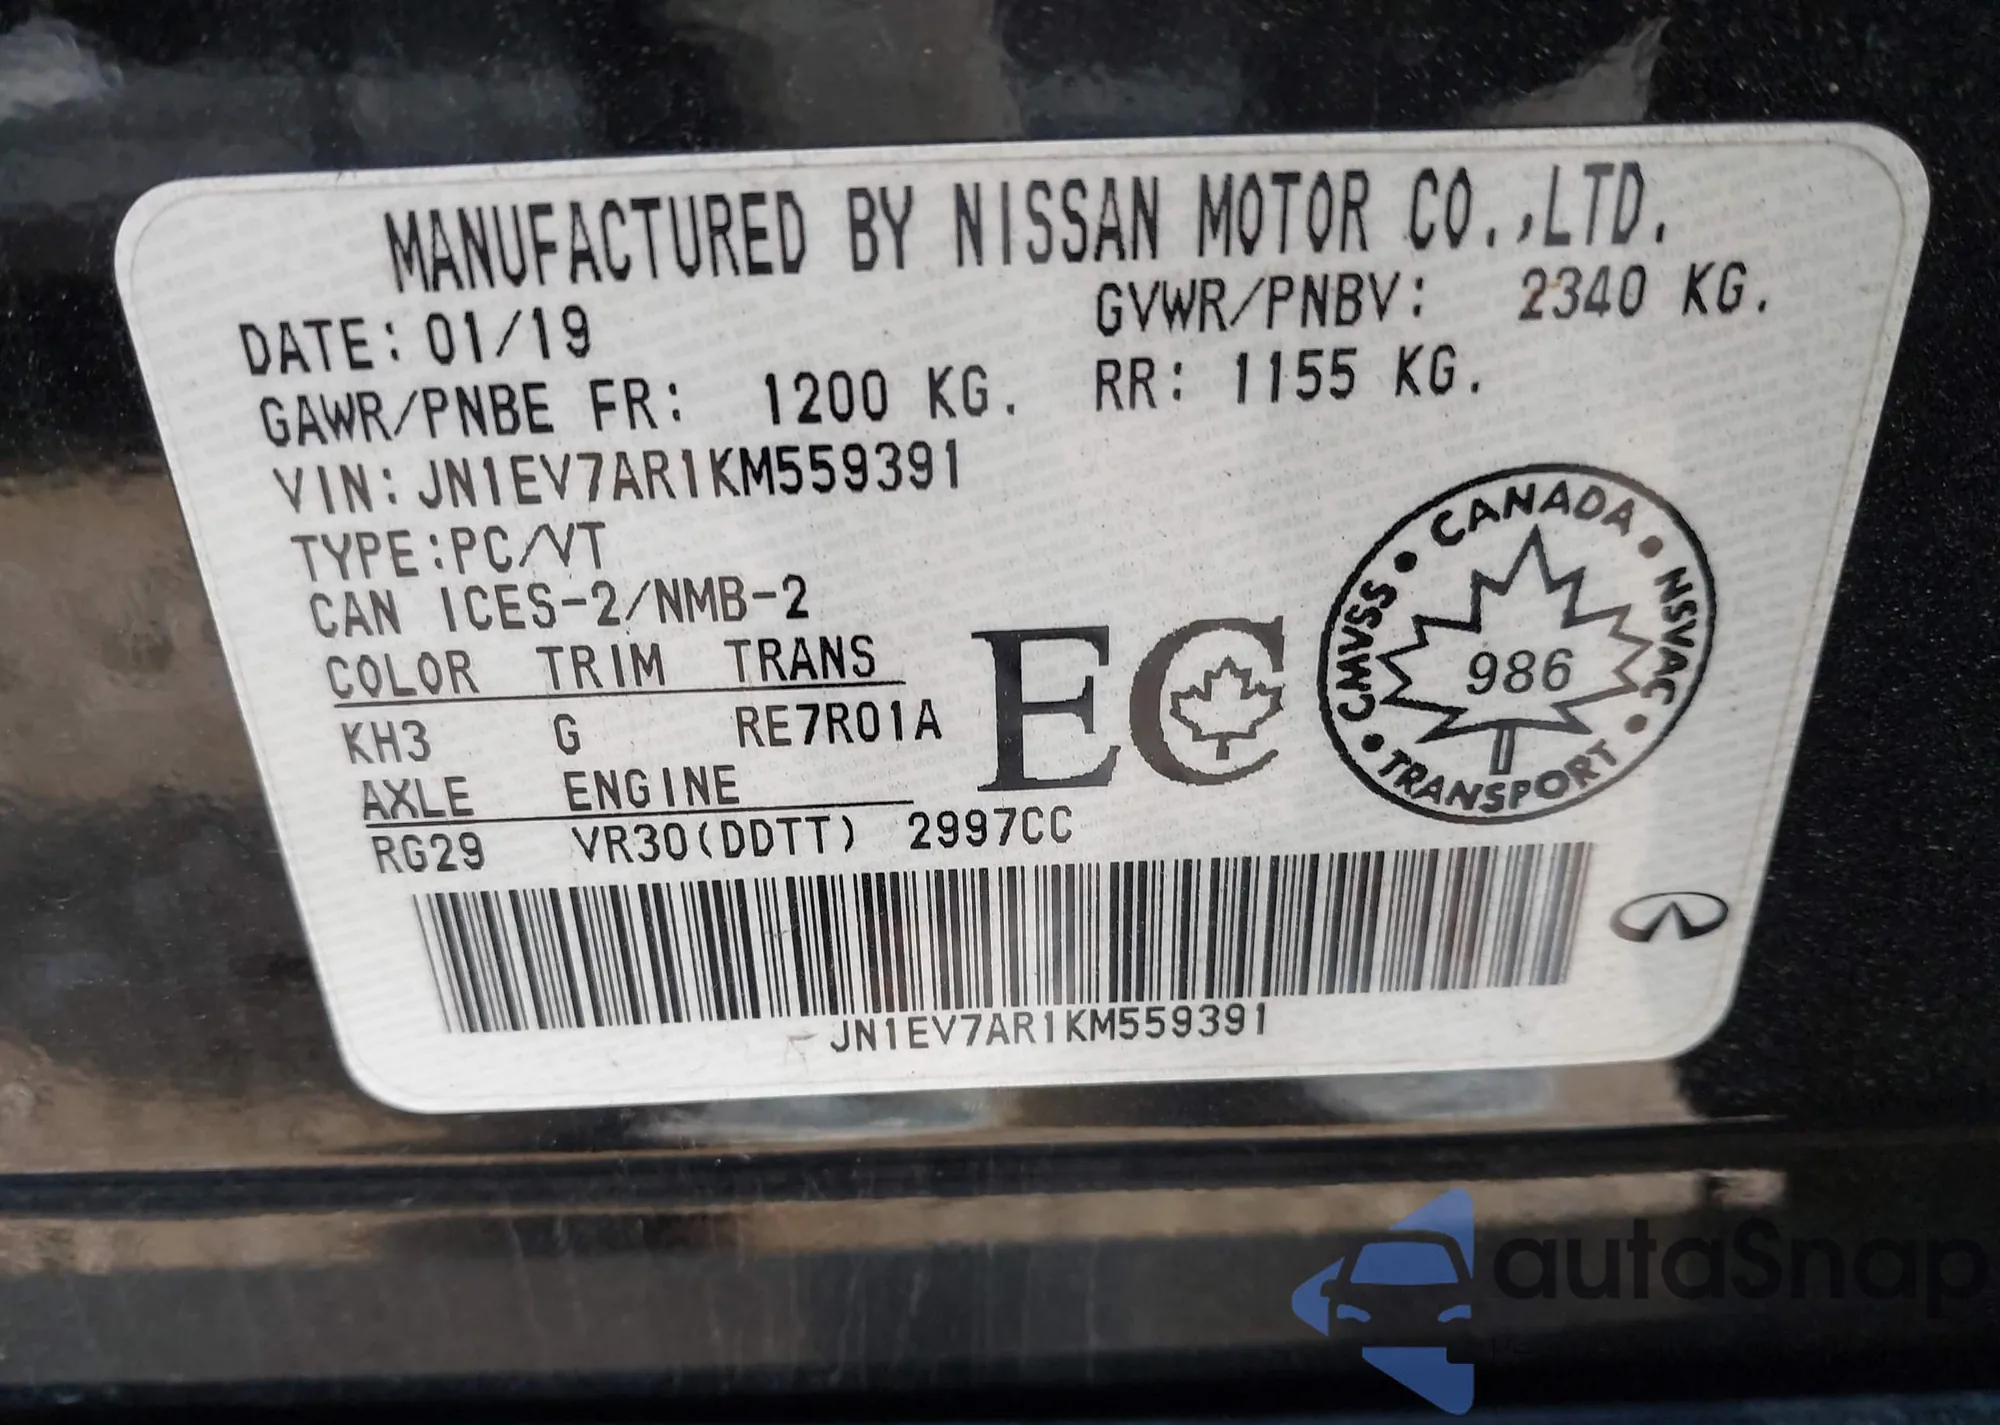 MANUFACTURED BY NISSAN MOTOR CO.,LTD.
DATE: 01/19 GVWR/PNBV: 2340 KG.
GAWR/PNBE FR: 1200 KG. RR: 1155 KG.
VIN: JN1EV7AR1KM559391
TYPE:PC/VT
CAN ICES-2/NMB-2
COLOR TRIM TRANS
KH3 G RE7R01A
AXLE ENGINE
RG29 VR30(DDTT) 2997CC
EC
CANADA • NSVAC • TRANSPORT • CMVSS •
986
JN1EV7AR1KM559391
autaSnap